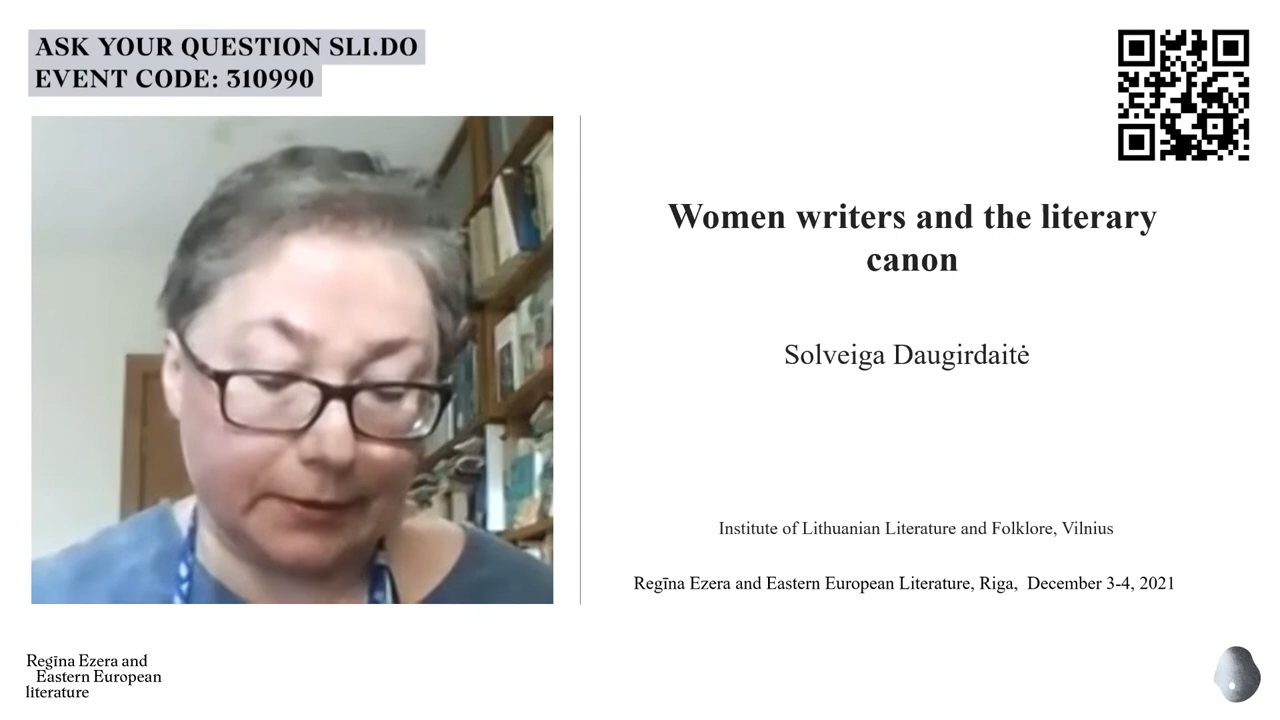 ASK YOUR QUESTION SLI.DO
EVENT CODE: 310990
Women writers and the literary
canon
Solveiga Daugirdaitė
Institute of Lithuanian Literature and Folklore, Vilnius
Regīna Ezera and Eastern European Literature, Riga, December 3-4, 2021
Regīna Ezera and
Eastern European
literature